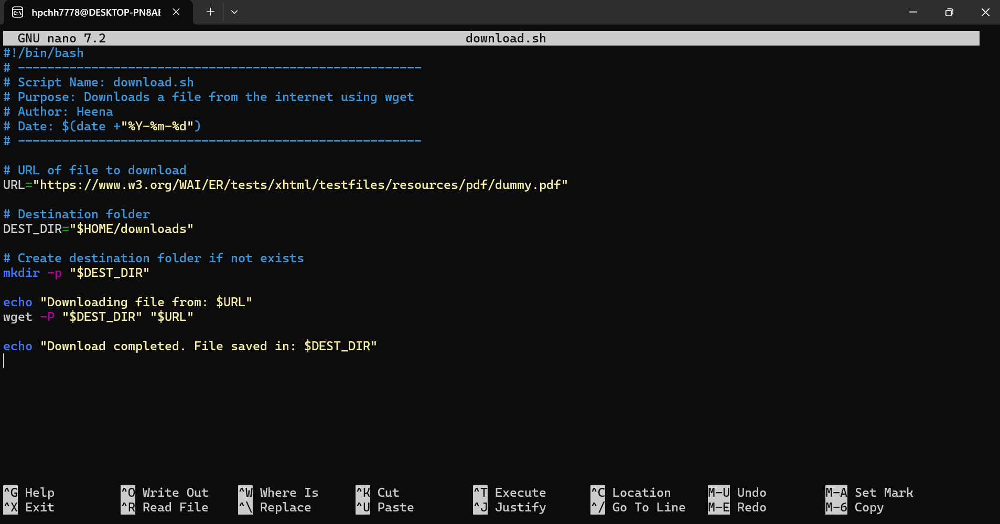 hpchh7778@DESKTOP-PN8AE
GNU nano 7.2 download.sh
#!/bin/bash
# -------------------------------------------------------
# Script Name: download.sh
# Purpose: Downloads a file from the internet using wget
# Author: Heena
# Date: $(date +"%Y-%m-%d")
# -------------------------------------------------------
# URL of file to download
URL="https://www.w3.org/WAI/ER/tests/xhtml/testfiles/resources/pdf/dummy.pdf"
# Destination folder
DEST_DIR="$HOME/downloads"
# Create destination folder if not exists
mkdir -p "$DEST_DIR"
echo "Downloading file from: $URL"
wget -P "$DEST_DIR" "$URL"
echo "Download completed. File saved in: $DEST_DIR"
^G Help ^O Write Out ^W Where Is ^K Cut ^T Execute ^C Location M-U Undo M-A Set Mark
^X Exit ^R Read File ^\ Replace ^U Paste ^J Justify ^/ Go To Line M-E Redo M-6 Copy